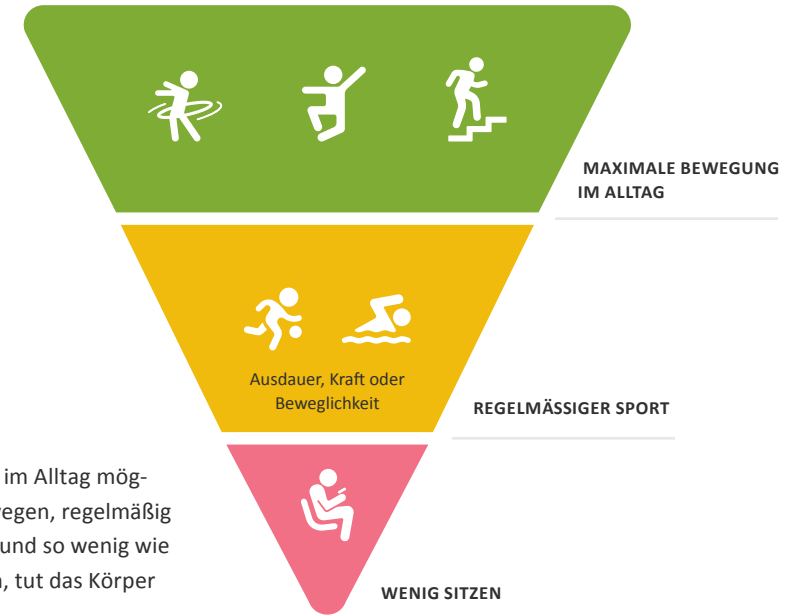 MAXIMALE BEWEGUNG
IM ALLTAG
Ausdauer, Kraft oder
Beweglichkeit
REGELMÄSSIGER SPORT
im Alltag mög-
regelmäßig
und so wenig wie
tut das Körper
WENIG SITZEN